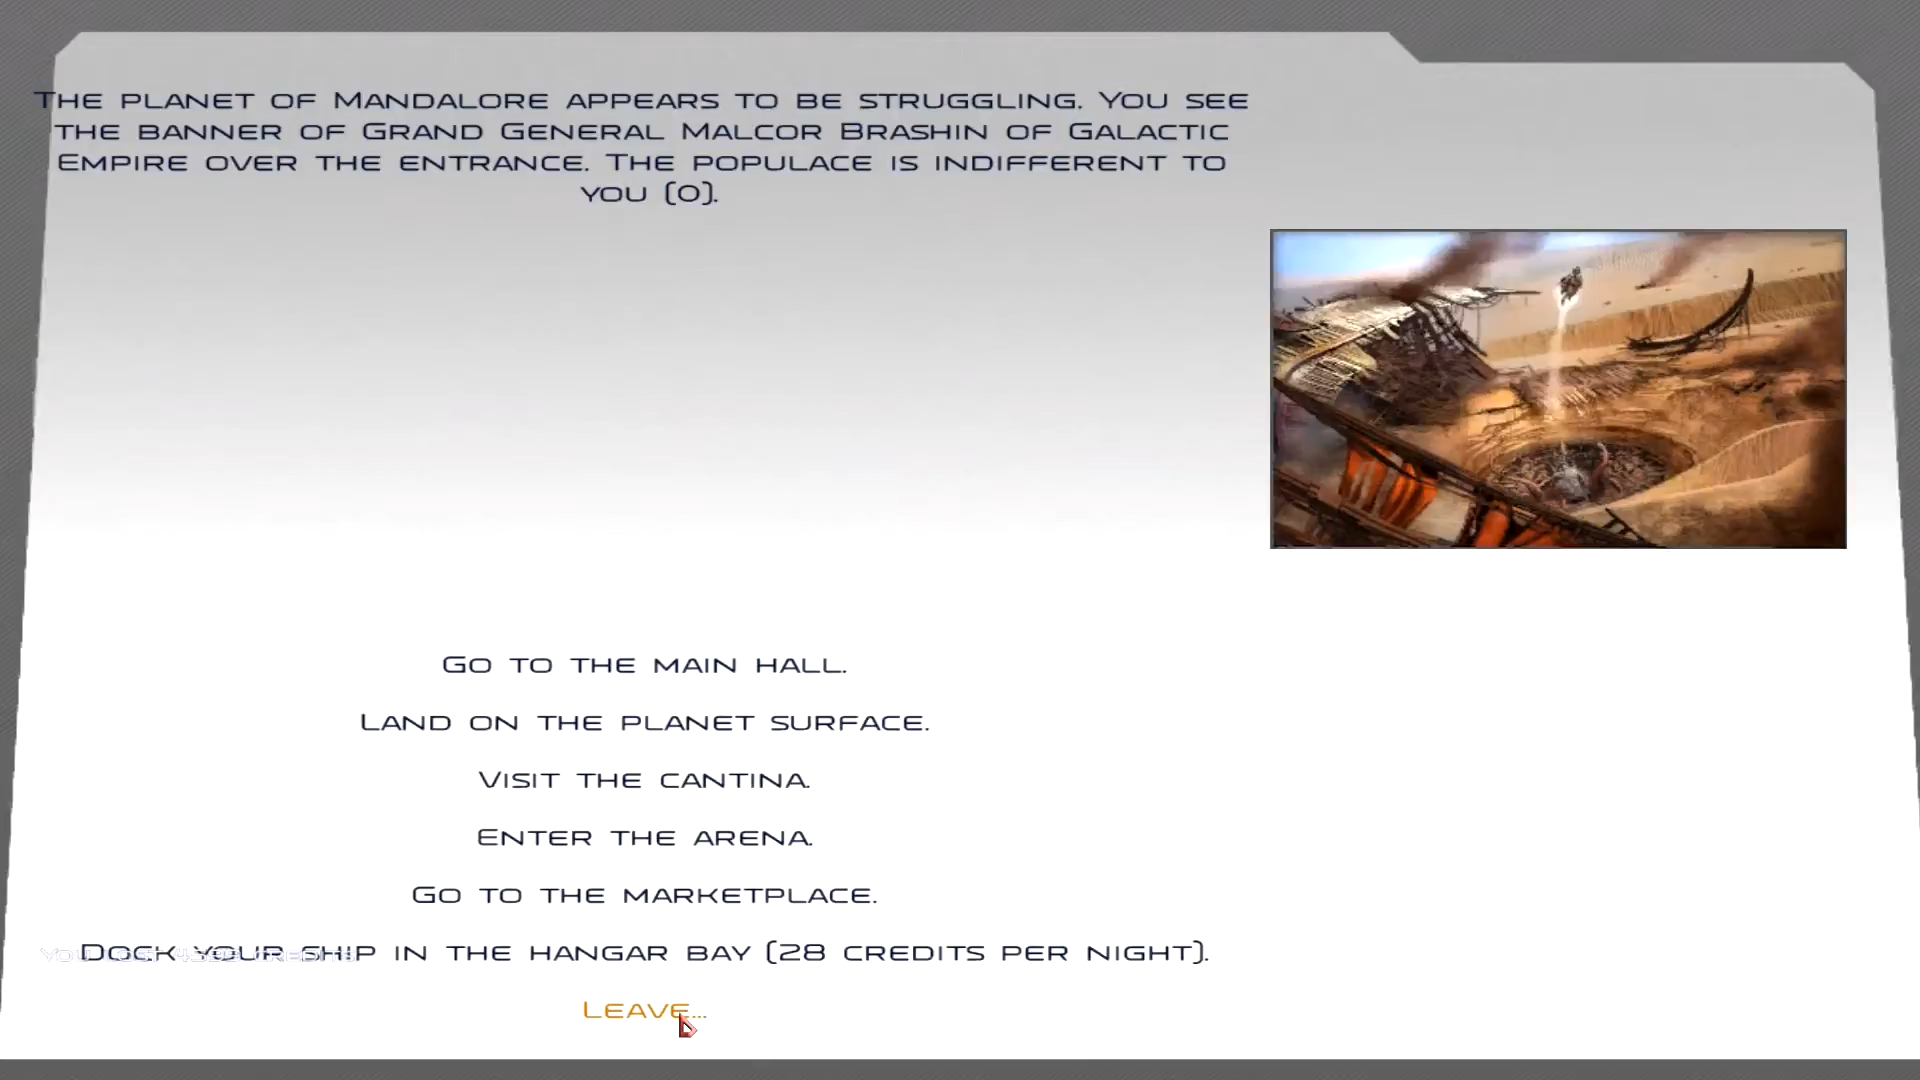 The planet of Mandalore appears to be struggling. You see
the banner of Grand General Malcor Brashin of Galactic
Empire over the entrance. The populace is indifferent to
you (0).
Go to the main hall.
Land on the planet surface.
Visit the cantina.
Enter the arena.
Go to the marketplace.
Dock your ship in the hangar bay (28 credits per night).
You lost credits.
Leave...